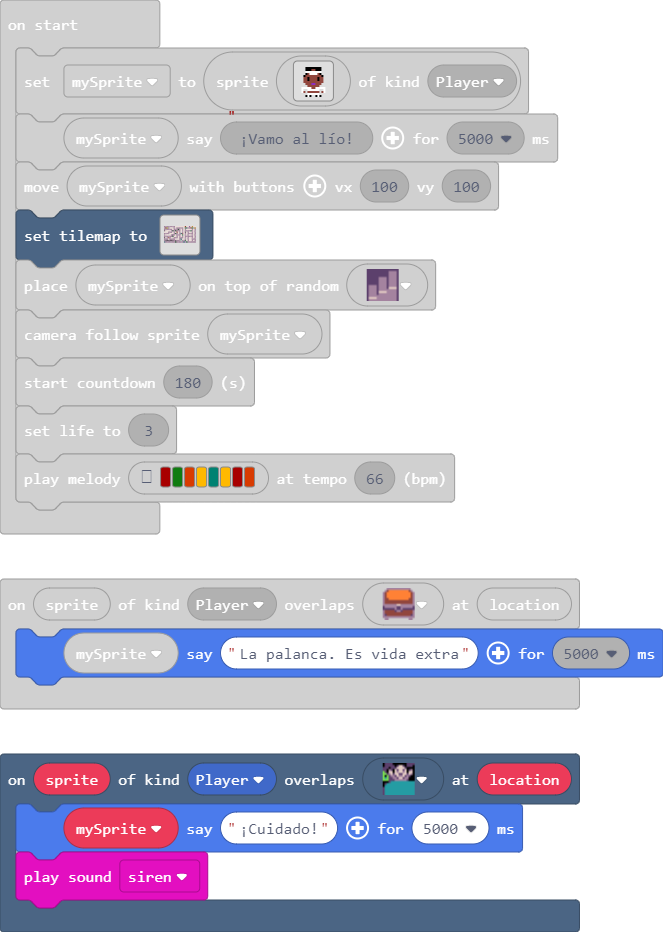 on start
set mySprite to sprite of kind Player
mySprite say "¡Vamo al lío! for 5000 ms
move mySprite with buttons vx 100 vy 100
set tilemap to
place mySprite on top of random
camera follow sprite mySprite
start countdown 180 (s)
set life to 3
play melody at tempo 66 (bpm)
on sprite of kind Player overlaps at location
mySprite say "La palanca. Es vida extra" for 5000 ms
on sprite of kind Player overlaps at location
mySprite say "¡Cuidado!" for 5000 ms
play sound siren